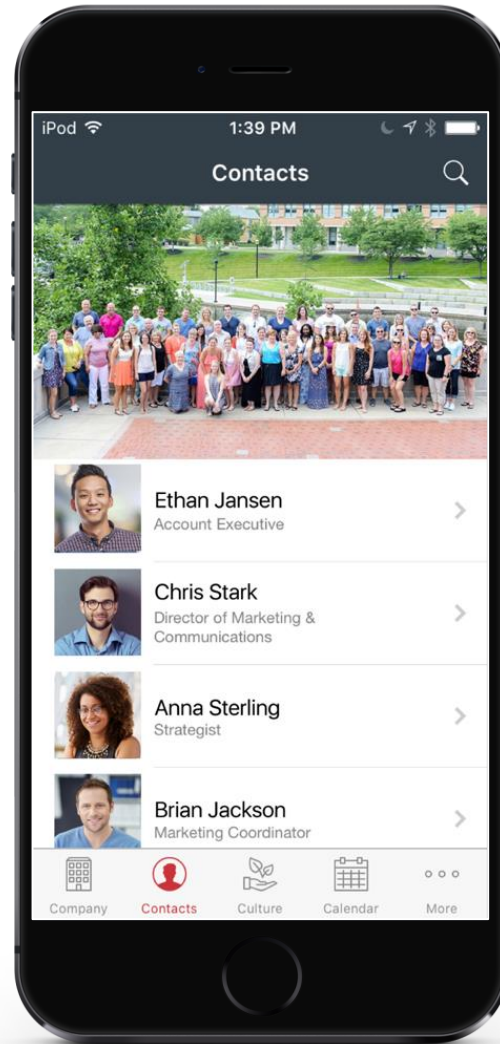 iPod 1:39 PM
Contacts
Ethan Jansen
Account Executive
Chris Stark
Director of Marketing &
Communications
Anna Sterling
Strategist
Brian Jackson
Marketing Coordinator
Company Contacts Culture Calendar More